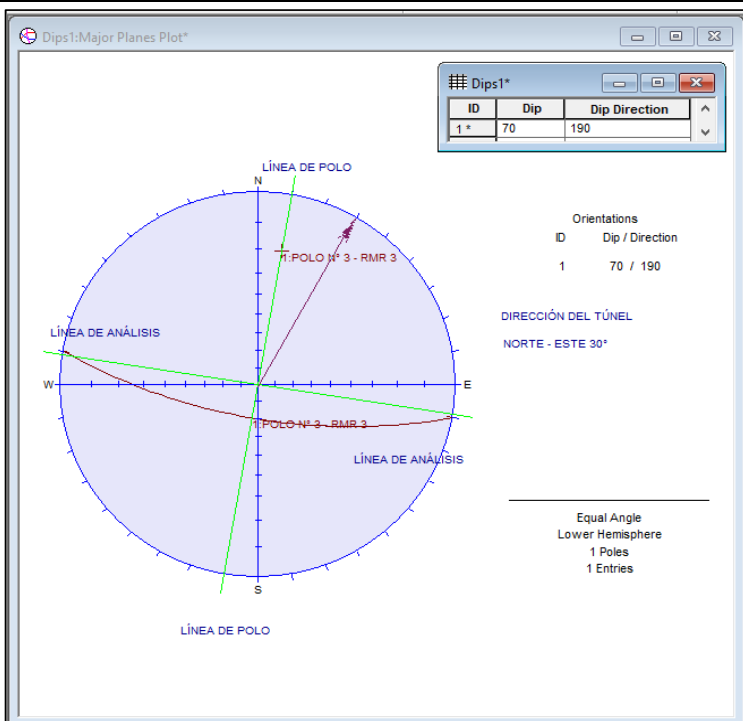 Dips1:Major Planes Plot*
Dips1*
ID Dip Dip Direction
1 * 70 190
LÍNEA DE POLO
N
Orientations
ID Dip / Direction
1 70 / 190
1:POLO N° 3 - RMR 3
DIRECCIÓN DEL TÚNEL
NORTE - ESTE 30°
LÍNEA DE ANÁLISIS
W
E
1:POLO N° 3 - RMR 3
LÍNEA DE ANÁLISIS
Equal Angle
Lower Hemisphere
1 Poles
1 Entries
S
LÍNEA DE POLO